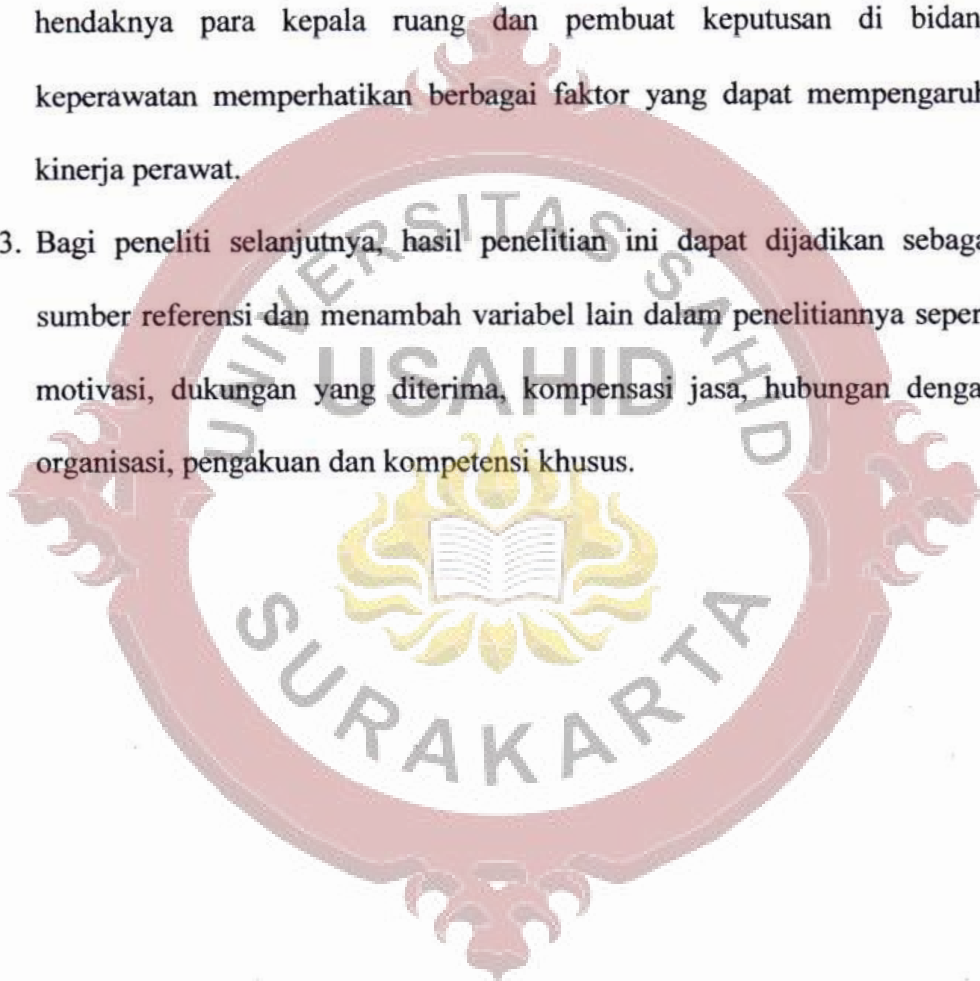 hendaknya para kepala ruang dan pembuat keputusan di bidan
keperawatan memperhatikan berbagai faktor yang dapat mempengaruh
kinerja perawat.
3. Bagi peneliti selanjutnya, hasil penelitian ini dapat dijadikan sebaga
sumber referensi dan menambah variabel lain dalam penelitiannya seper
motivasi, dukungan yang diterima, kompensasi jasa, hubungan denga
organisasi, pengakuan dan kompetensi khusus.
UNIVERSITAS SAHID
USAHID
SURAKARTA